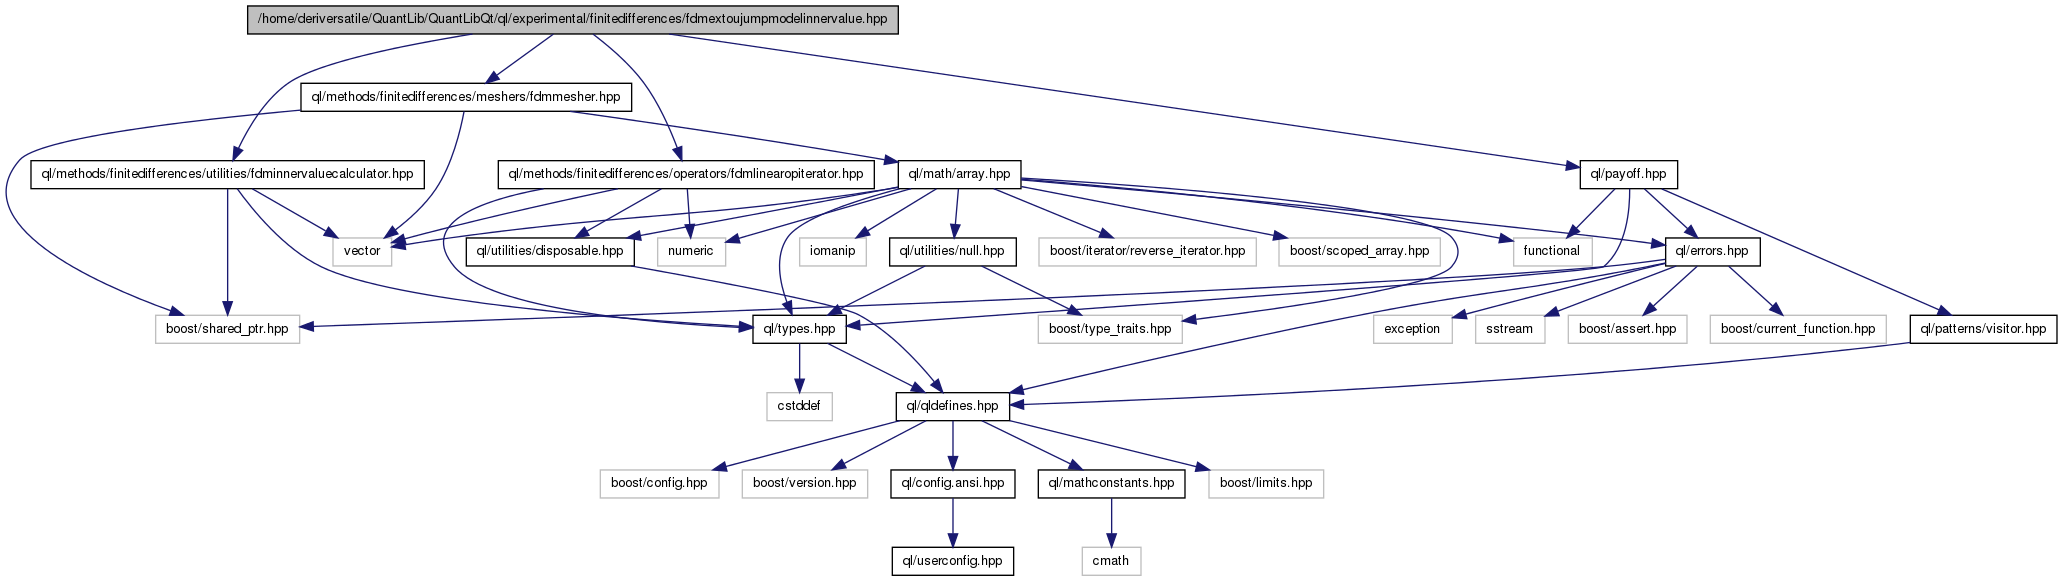 /home/deriversatile/QuantLib/QuantLibQt/ql/experimental/finitedifferences/fdmextoujumpmodelinnervalue.hpp
ql/methods/finitedifferences/meshers/fdmmesher.hpp
ql/methods/finitedifferences/utilities/fdminnervaluecalculator.hpp
ql/methods/finitedifferences/operators/fdmlinearopiterator.hpp
ql/math/array.hpp
ql/payoff.hpp
vector
ql/utilities/disposable.hpp
numeric
iomanip
ql/utilities/null.hpp
boost/iterator/reverse_iterator.hpp
boost/scoped_array.hpp
functional
ql/errors.hpp
boost/shared_ptr.hpp
ql/types.hpp
boost/type_traits.hpp
exception
sstream
boost/assert.hpp
boost/current_function.hpp
ql/patterns/visitor.hpp
cstddef
ql/qldefines.hpp
boost/config.hpp
boost/version.hpp
ql/config.ansi.hpp
ql/mathconstants.hpp
boost/limits.hpp
ql/userconfig.hpp
cmath